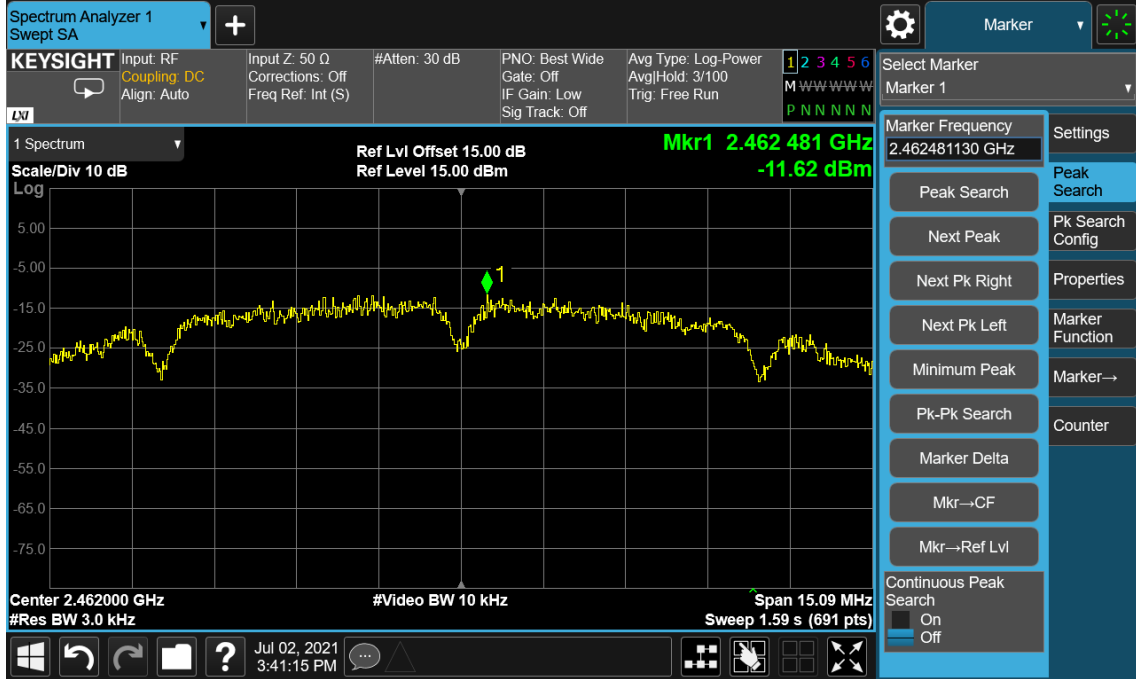 Spectrum Analyzer 1
Swept SA
Marker
KEYSIGHT
LXI
Input: RF
Coupling: DC
Align: Auto
Input Z: 50 Ω
Corrections: Off
Freq Ref: Int (S)
#Atten: 30 dB
PNO: Best Wide
Gate: Off
IF Gain: Low
Sig Track: Off
Avg Type: Log-Power
Avg|Hold: 3/100
Trig: Free Run
1 2 3 4 5 6
M W W W W W
P N N N N N
Select Marker
Marker 1
1 Spectrum
Scale/Div 10 dB
Log
Ref Lvl Offset 15.00 dB
Ref Level 15.00 dBm
Mkr1 2.462 481 GHz
-11.62 dBm
5.00
-5.00
-15.0
-25.0
-35.0
-45.0
-55.0
-65.0
-75.0
1
Center 2.462000 GHz
#Res BW 3.0 kHz
#Video BW 10 kHz
Span 15.09 MHz
Sweep 1.59 s (691 pts)
Marker Frequency
2.462481130 GHz
Peak Search
Next Peak
Next Pk Right
Next Pk Left
Minimum Peak
Pk-Pk Search
Marker Delta
Mkr→CF
Mkr→Ref Lvl
Continuous Peak
Search
On
Off
Settings
Peak
Search
Pk Search
Config
Properties
Marker
Function
Marker→
Counter
?
Jul 02, 2021
3:41:15 PM